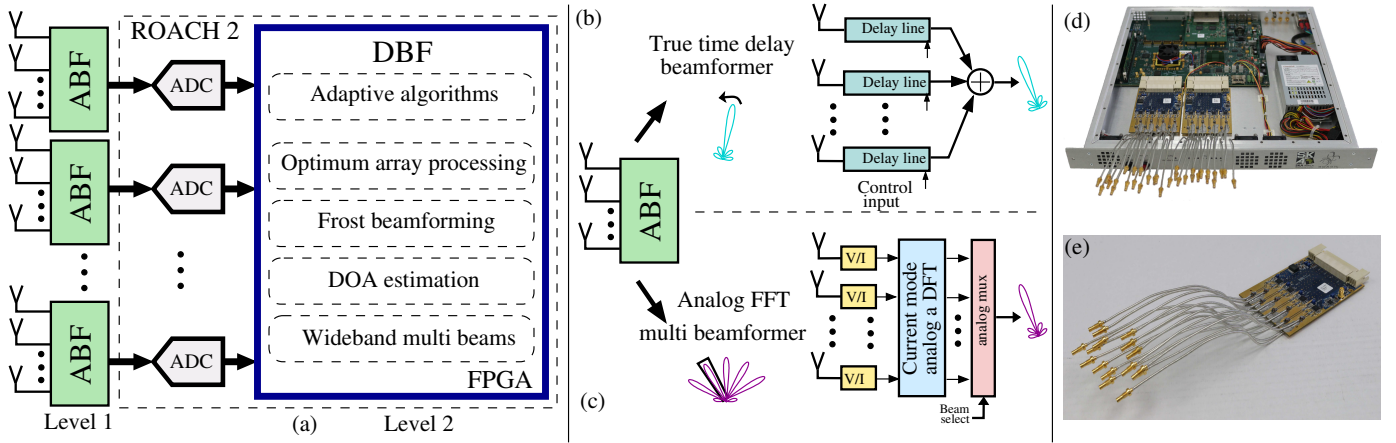 ROACH 2
ABF
ADC
DBF
Adaptive algorithms
ABF
ADC
Optimum array processing
Frost beamforming
DOA estimation
ABF
ADC
Wideband multi beams
FPGA
Level 1
(a)
Level 2
(b)
True time delay
beamformer
ABF
Delay line
Delay line
Delay line
Control
input
Analog FFT
multi beamformer
(c)
V/I
V/I
V/I
Current mode
analog a DFT
analog mux
Beam
select
(d)
(e)